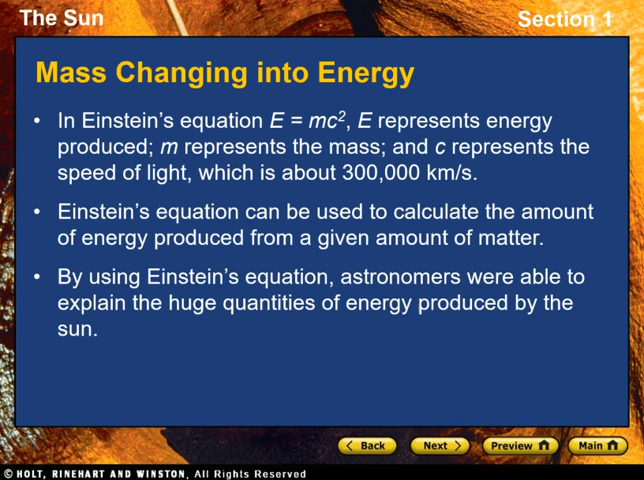 The Sun
Section 1
Mass Changing into Energy
• In Einstein’s equation E = mc², E represents energy
produced; m represents the mass; and c represents the
speed of light, which is about 300,000 km/s.
• Einstein’s equation can be used to calculate the amount
of energy produced from a given amount of matter.
• By using Einstein’s equation, astronomers were able to
explain the huge quantities of energy produced by the
sun.
< Back
Next >
Preview
Main
© HOLT, RINEHART AND WINSTON, All Rights Reserved